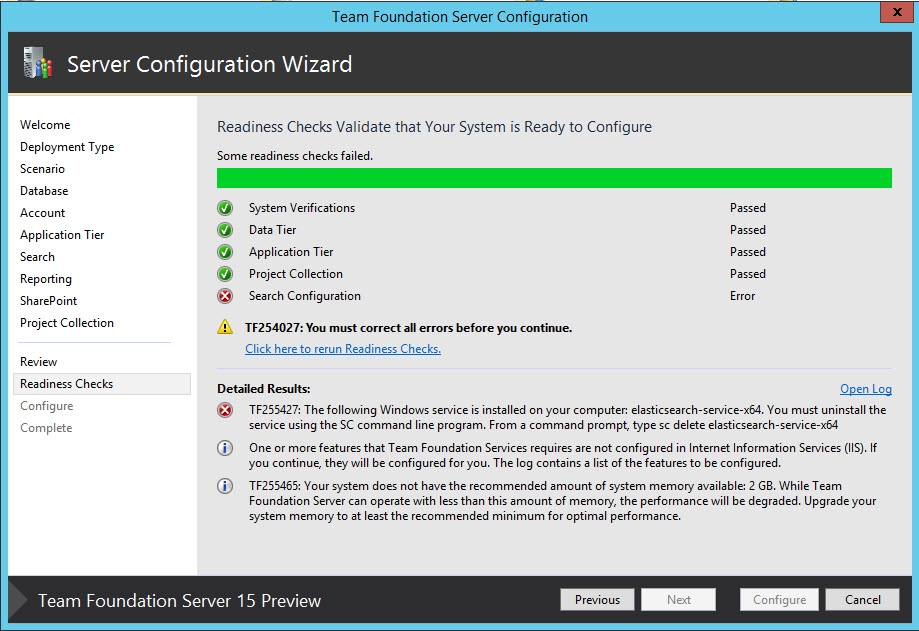 Team Foundation Server Configuration
x
Server Configuration Wizard
Welcome
Deployment Type
Scenario
Database
Account
Application Tier
Search
Reporting
SharePoint
Project Collection
Review
Readiness Checks
Configure
Complete
Readiness Checks Validate that Your System is Ready to Configure
Some readiness checks failed.
System Verifications Passed
Data Tier Passed
Application Tier Passed
Project Collection Passed
Search Configuration Error
TF254027: You must correct all errors before you continue.
Click here to rerun Readiness Checks.
Detailed Results: Open Log
TF255427: The following Windows service is installed on your computer: elasticsearch-service-x64. You must uninstall the
service using the SC command line program. From a command prompt, type sc delete elasticsearch-service-x64
One or more features that Team Foundation Services requires are not configured in Internet Information Services (IIS). If
you continue, they will be configured for you. The log contains a list of the features to be configured.
TF255465: Your system does not have the recommended amount of system memory available: 2 GB. While Team
Foundation Server can operate with less than this amount of memory, the performance will be degraded. Upgrade your
system memory to at least the recommended minimum for optimal performance.
Team Foundation Server 15 Preview
Previous Next Configure Cancel